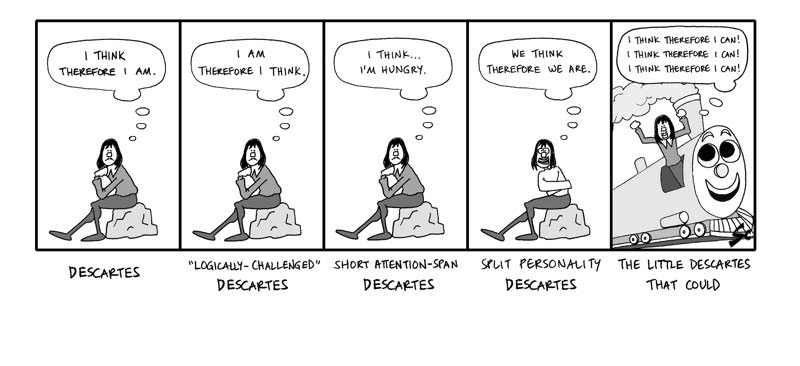 I THINK
THEREFORE I AM.
I AM
THEREFORE I THINK.
I THINK...
I'M HUNGRY.
WE THINK
THEREFORE WE ARE.
I THINK THEREFORE I CAN!
I THINK THEREFORE I CAN!
I THINK THEREFORE I CAN!
DESCARTES
"LOGICALLY-CHALLENGED"
DESCARTES
SHORT ATTENTION-SPAN
DESCARTES
SPLIT PERSONALITY
DESCARTES
THE LITTLE DESCARTES
THAT COULD